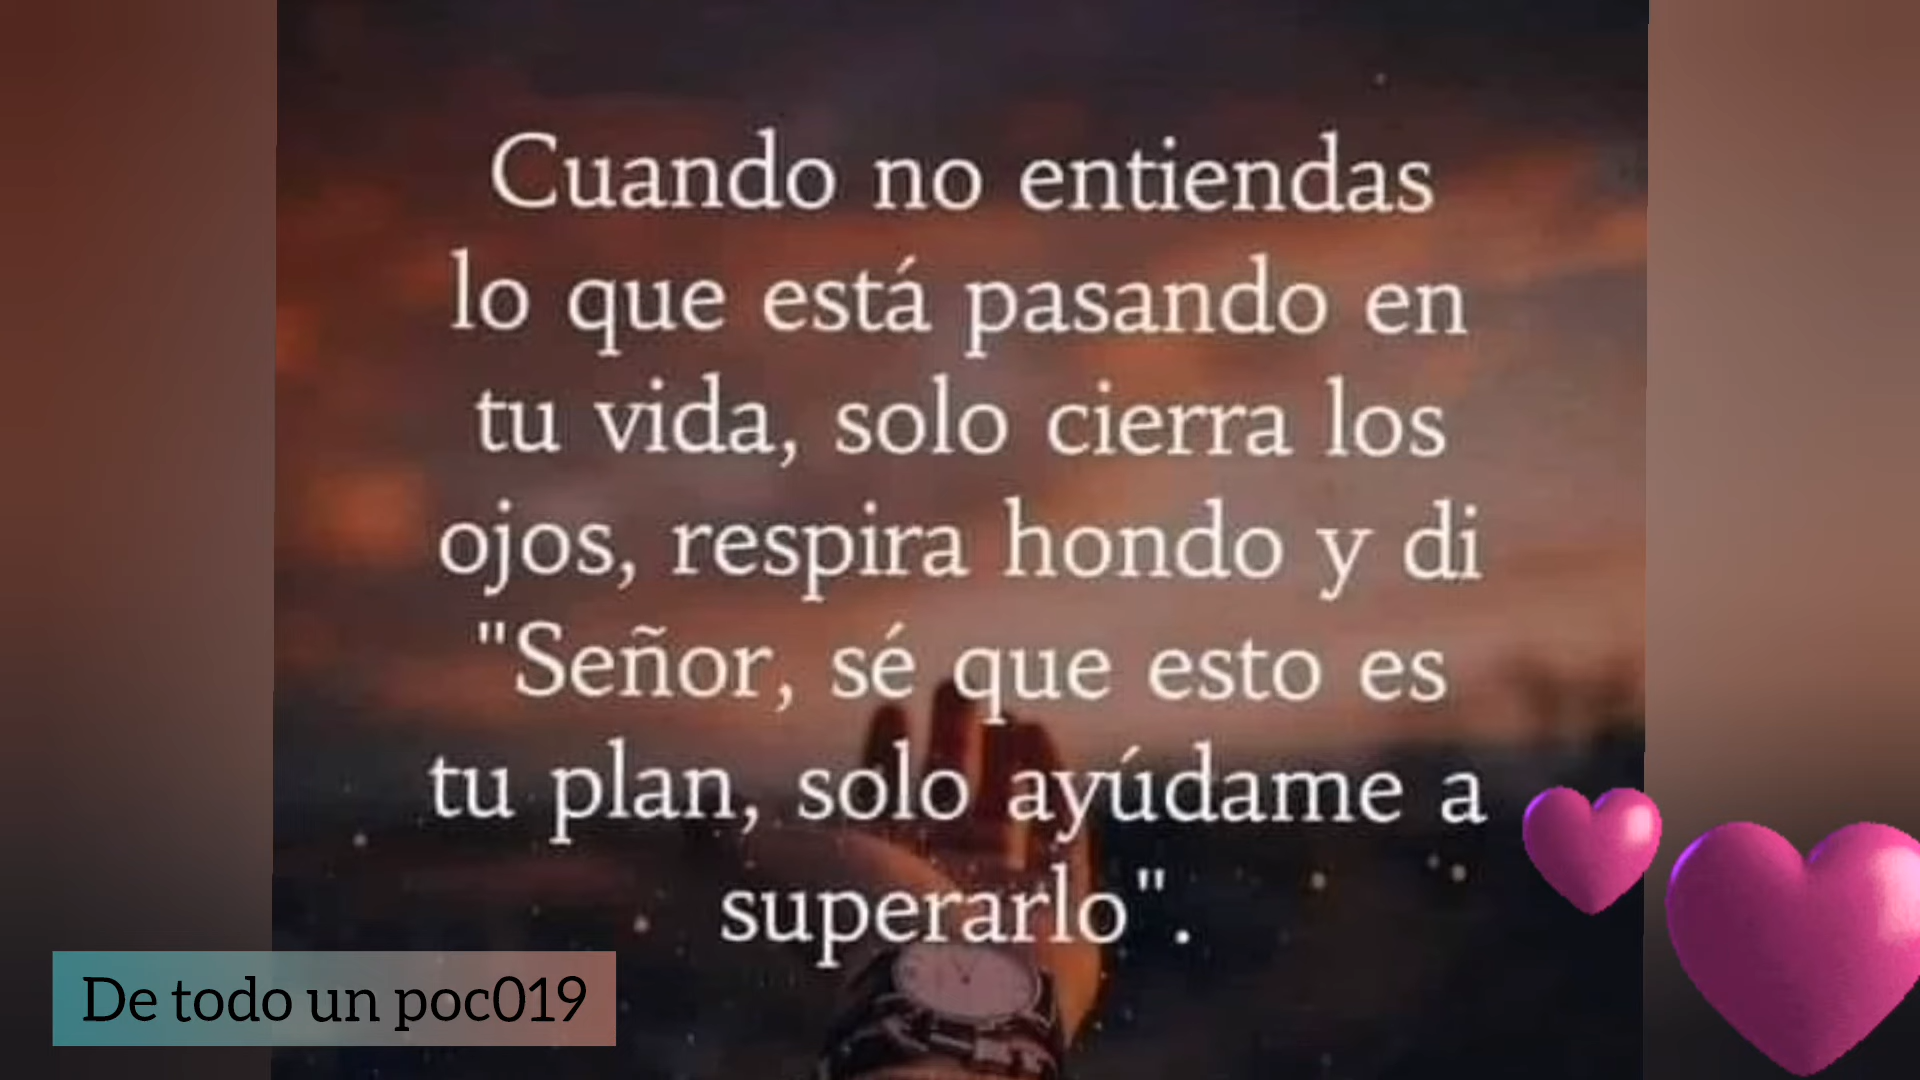 Cuando no entiendas
lo que está pasando en
tu vida, solo cierra los
ojos, respira hondo y di
"Señor, sé que esto es
tu plan, solo ayúdame a
superarlo".
De todo un poc019